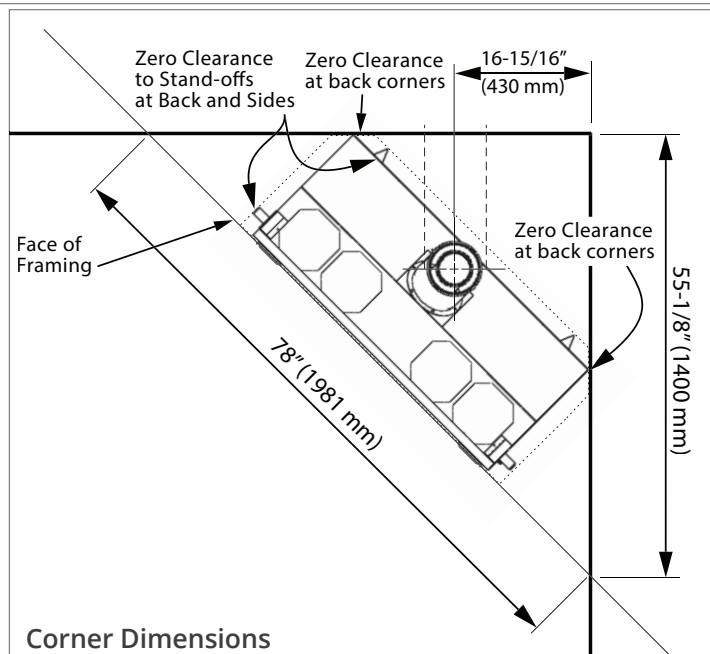 Zero Clearance
to Stand-offs
at Back and Sides
Zero Clearance
at back corners
16-15/16"
(430 mm)
Face of
Framing
Zero Clearance
at back corners
55-1/8" (1400 mm)
78" (1981 mm)
Corner Dimensions